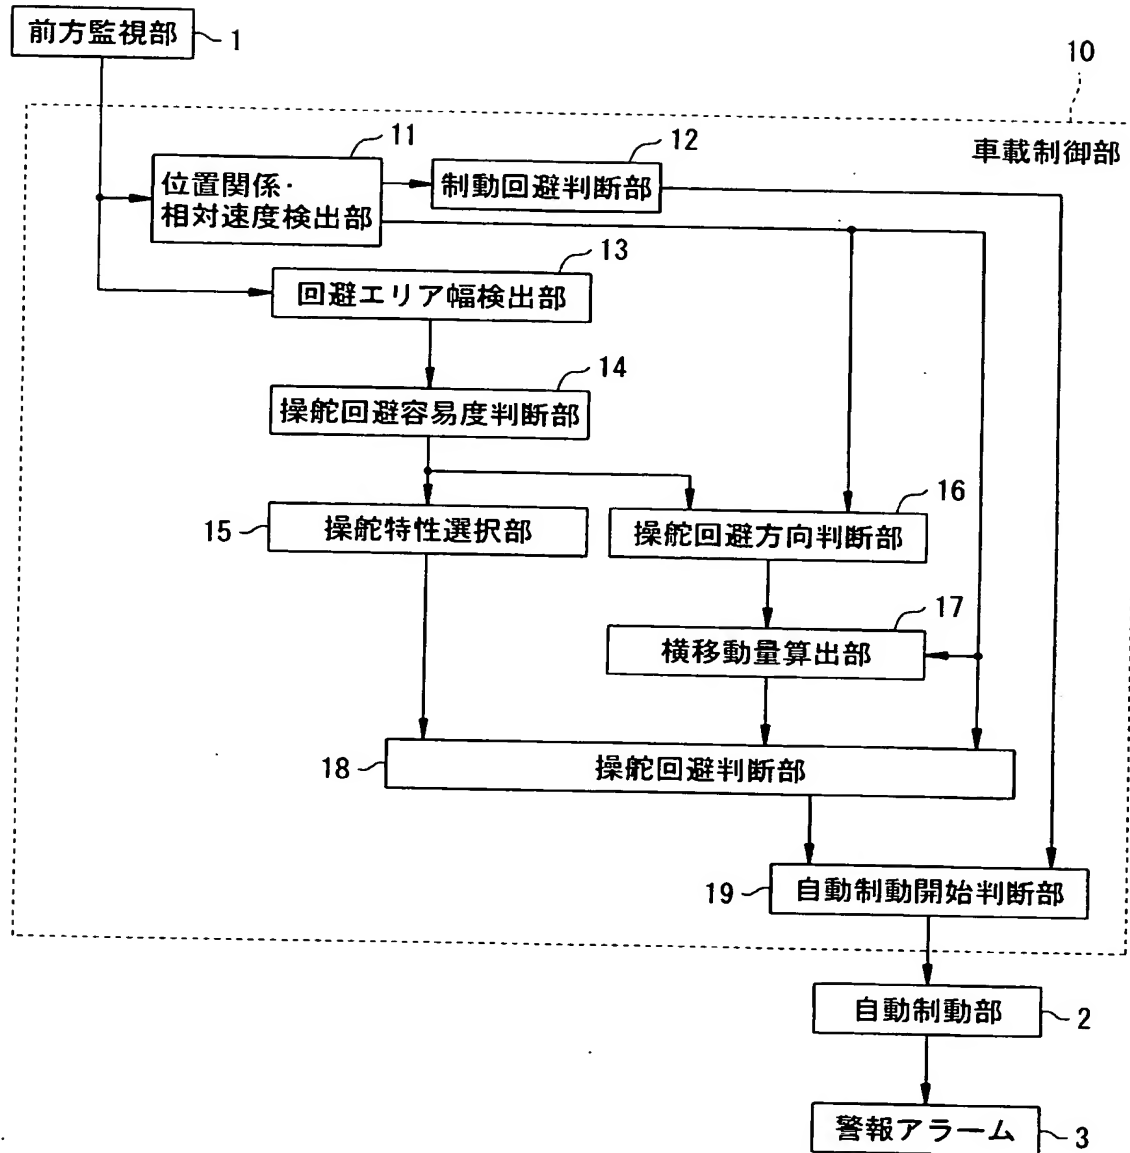 前方監視部
1
10
車載制御部
11
位置関係・
相対速度検出部
12
制動回避判断部
13
回避エリア幅検出部
14
操舵回避容易度判断部
15
操舵特性選択部
16
操舵回避方向判断部
17
横移動量算出部
18
操舵回避判断部
19
自動制動開始判断部
自動制動部
2
警報アラーム
3